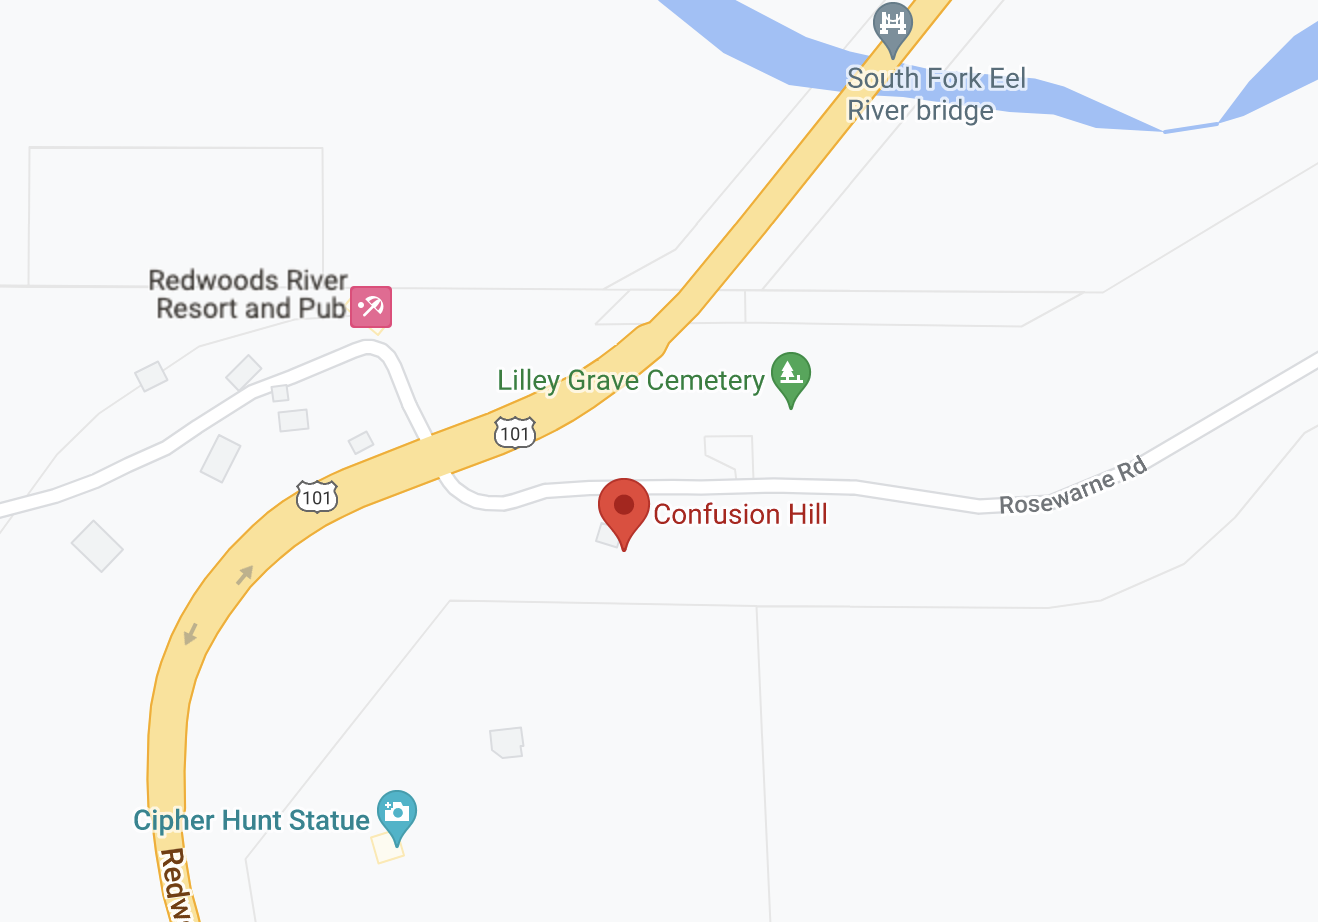 South Fork Eel
River bridge
Redwoods River
Resort and Pub
Lilley Grave Cemetery
101
101
Rosewarne Rd
Confusion Hill
Cipher Hunt Statue
Redw